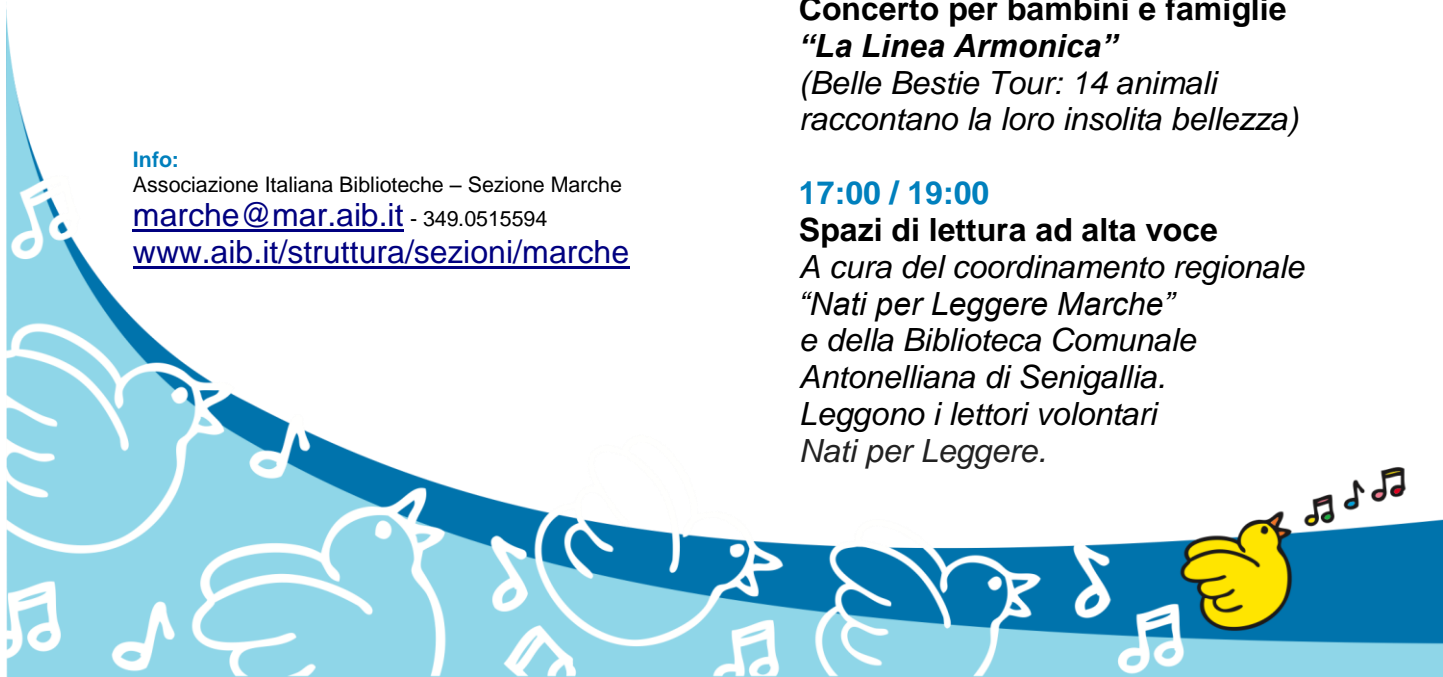 Info:
Associazione Italiana Biblioteche – Sezione Marche
marche@mar.aib.it - 349.0515594
www.aib.it/struttura/sezioni/marche
Concerto per bambini e famiglie
“La Linea Armonica”
(Belle Bestie Tour: 14 animali
raccontano la loro insolita bellezza)
17:00 / 19:00
Spazi di lettura ad alta voce
A cura del coordinamento regionale
“Nati per Leggere Marche”
e della Biblioteca Comunale
Antonelliana di Senigallia.
Leggono i lettori volontari
Nati per Leggere.